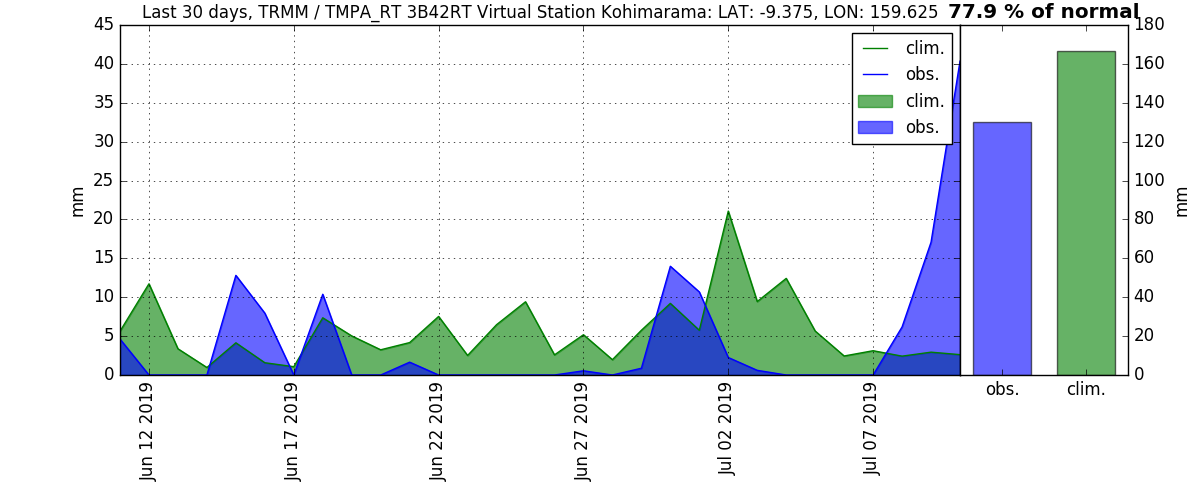 Last 30 days, TRMM / TMPA_RT 3B42RT Virtual Station Kohimarama: LAT: -9.375, LON: 159.625 77.9 % of normal
45
40
35
30
25
20
15
10
5
0
mm
clim.
obs.
clim.
obs.
180
160
140
120
100
80
60
40
20
0
mm
Jun 12 2019
Jun 17 2019
Jun 22 2019
Jun 27 2019
Jul 02 2019
Jul 07 2019
obs.
clim.